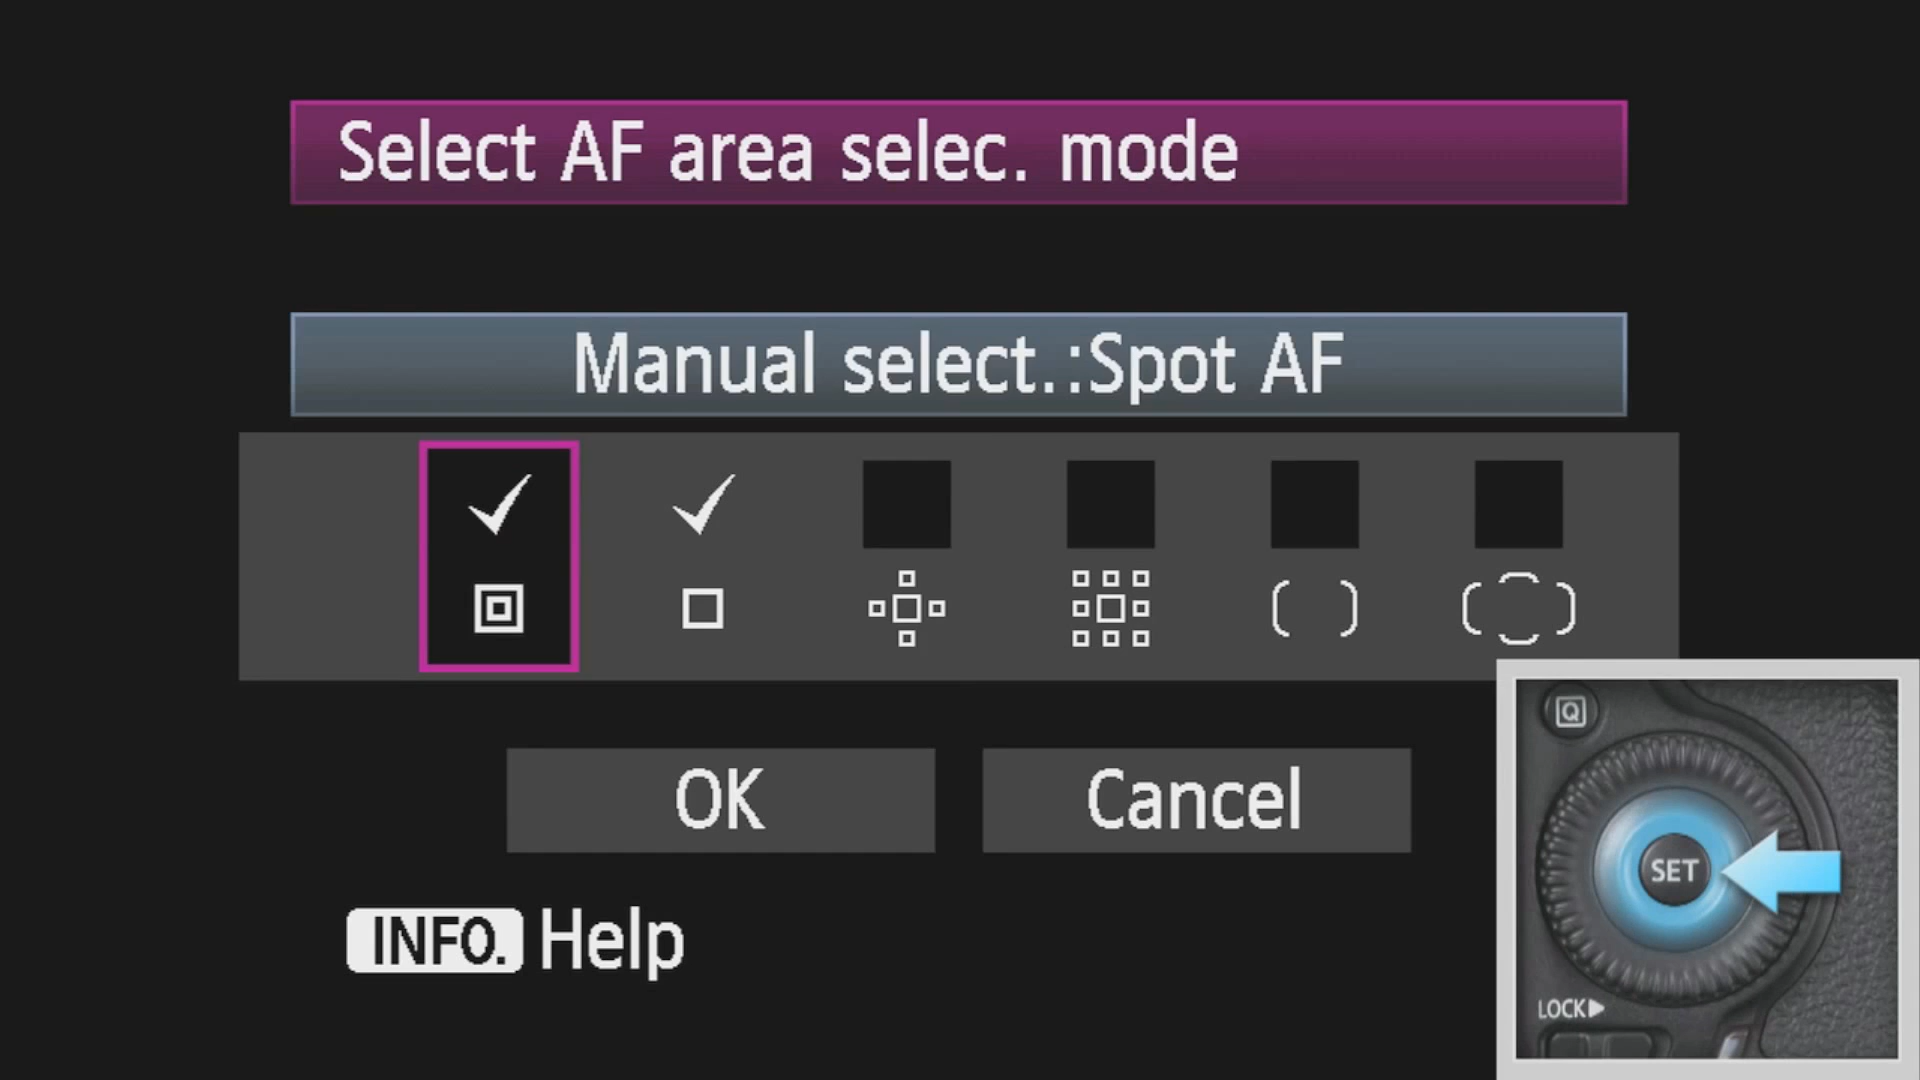 Select AF area selec. mode
Manual select.:Spot AF
OK
Cancel
INFO. Help
Q
SET
LOCK